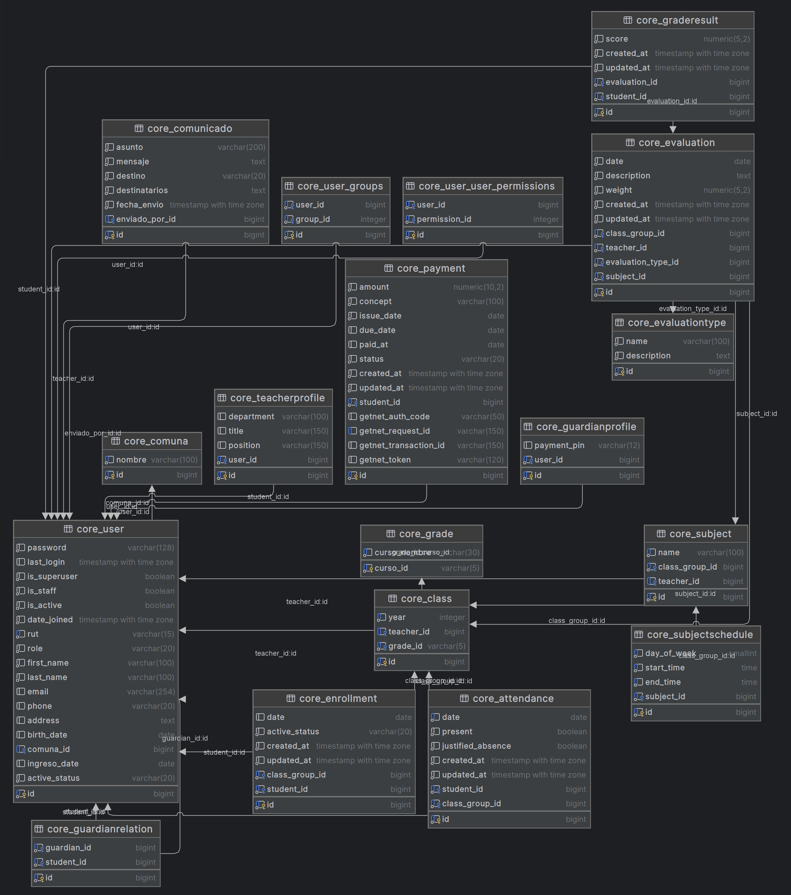 core_graderesult
score numeric(5,2)
created_at timestamp with time zone
updated_at timestamp with time zone
evaluation_id bigint
student_id
evaluation_id:id
id bigint
core_comunicado
asunto varchar(200)
mensaje text
destino varchar(20)
destinatarios text
fecha_envio timestamp with time zone
enviado_por_id bigint
id bigint
core_user_groups
user_id bigint
group_id integer
id bigint
core_user_user_permissions
user_id bigint
permission_id integer
id bigint
core_evaluation
date date
description text
weight numeric(5,2)
created_at timestamp with time zone
updated_at timestamp with time zone
class_group_id bigint
teacher_id bigint
evaluation_type_id bigint
subject_id bigint
id bigint
user_id:id
student_id:id
user_id:id
evaluation_type_id:id
core_payment
amount numeric(10,2)
concept varchar(100)
issue_date date
due_date date
paid_at date
status varchar(20)
created_at timestamp with time zone
updated_at timestamp with time zone
student_id bigint
getnet_auth_code varchar(50)
getnet_request_id varchar(150)
getnet_transaction_id varchar(150)
getnet_token varchar(120)
id bigint
core_evaluationtype
name varchar(100)
description text
id bigint
teacher_id:id
core_teacherprofile
department varchar(100)
title varchar(150)
position varchar(150)
user_id bigint
id bigint
subject_id:id
core_guardianprofile
payment_pin varchar(12)
user_id bigint
id bigint
enviado_por_id:id
core_comuna
nombre varchar(100)
id bigint
student_id:id
comuna_id:id
user_id:id
core_user
password varchar(128)
last_login timestamp with time zone
is_superuser boolean
is_staff boolean
is_active boolean
date_joined timestamp with time zone
rut varchar(15)
role varchar(20)
first_name varchar(100)
last_name varchar(100)
email varchar(254)
phone varchar(20)
address text
birth_date
comuna_id bigint
ingreso_date date
active_status varchar(20)
id bigint
core_grade
curso_id varchar(5)
core_subject
name varchar(100)
class_group_id bigint
teacher_id bigint
id bigint
subject_id:id
teacher_id:id
core_class
year integer
teacher_id bigint
grade_id varchar(5)
id bigint
class_group_id:id
core_subjectschedule
day_of_week smallint
class_group_id:id
start_time time
end_time time
subject_id bigint
id bigint
teacher_id:id
core_enrollment
date date
active_status varchar(20)
created_at timestamp with time zone
updated_at timestamp with time zone
class_group_id bigint
student_id bigint
id bigint
core_attendance
date date
present boolean
justified_absence boolean
created_at timestamp with time zone
updated_at timestamp with time zone
student_id bigint
class_group_id bigint
id bigint
guardian_id:id
student_id:id
core_guardianrelation
guardian_id bigint
student_id bigint
id bigint